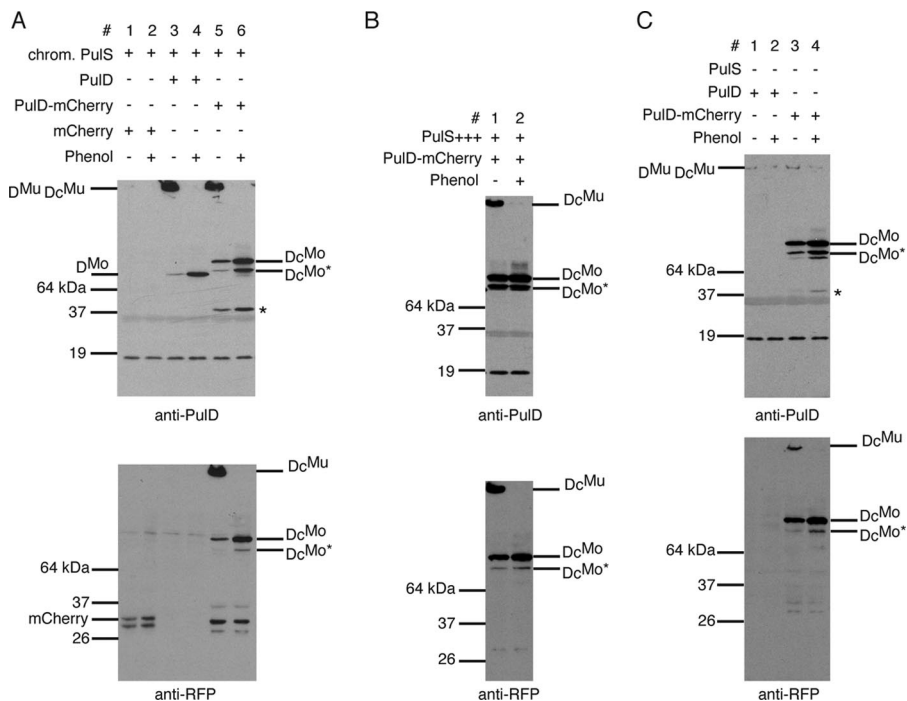 A
# 1 2 3 4 5 6
chrom. PulS + + + + + +
PulD - - + + - -
PulD-mCherry - - - - + +
mCherry + + - - - -
Phenol - + - + - +
DMu DcMu
DMo
64 kDa
37
19
DcMo
DcMo*
*
anti-PulD
DcMu
DcMo
DcMo*
64 kDa
37
mCherry
26
anti-RFP
B
# 1 2
PulS+++ + +
PulD-mCherry + +
Phenol - +
DcMu
DcMo
DcMo*
64 kDa
37
19
anti-PulD
DcMu
DcMo
DcMo*
64 kDa
37
26
anti-RFP
C
# 1 2 3 4
PulS - - - -
PulD + + - -
PulD-mCherry - - + +
Phenol - + - +
DMu DcMu
DcMo
DcMo*
64 kDa
37
*
19
anti-PulD
DcMu
DcMo
DcMo*
64 kDa
37
26
anti-RFP